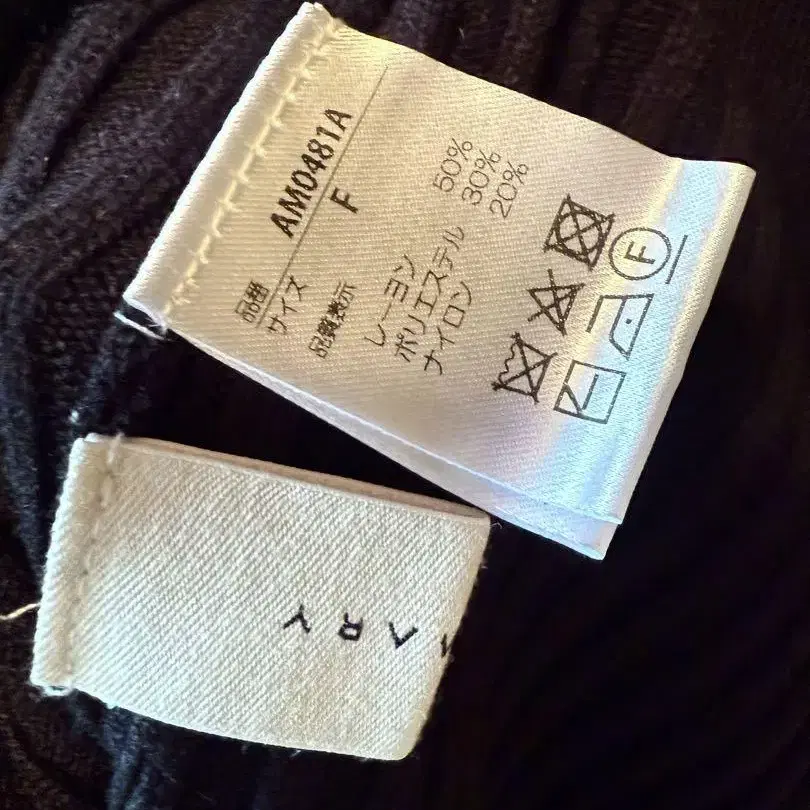 品番 AM0481A
サイズ F
品質表示
レーヨン 50%
ポリエステル 30%
ナイロン 20%
F
ARY